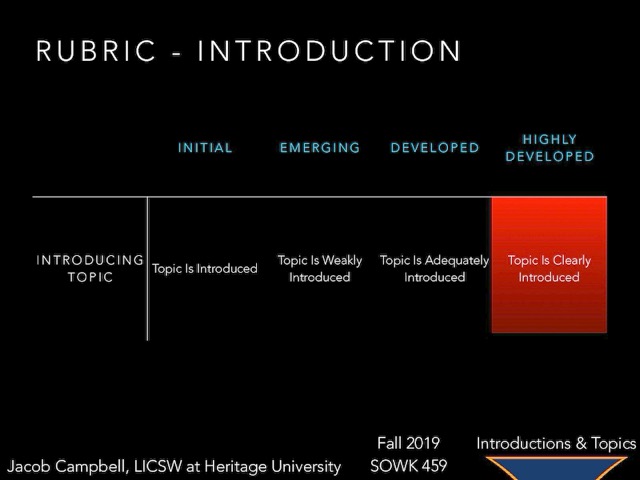 RUBRIC - INTRODUCTION
INITIAL
EMERGING
DEVELOPED
HIGHLY
DEVELOPED
INTRODUCING
TOPIC
Topic Is Introduced
Topic Is Weakly
Introduced
Topic Is Adequately
Introduced
Topic Is Clearly
Introduced
Jacob Campbell, LICSW at Heritage University
Fall 2019
SOWK 459
Introductions & Topics